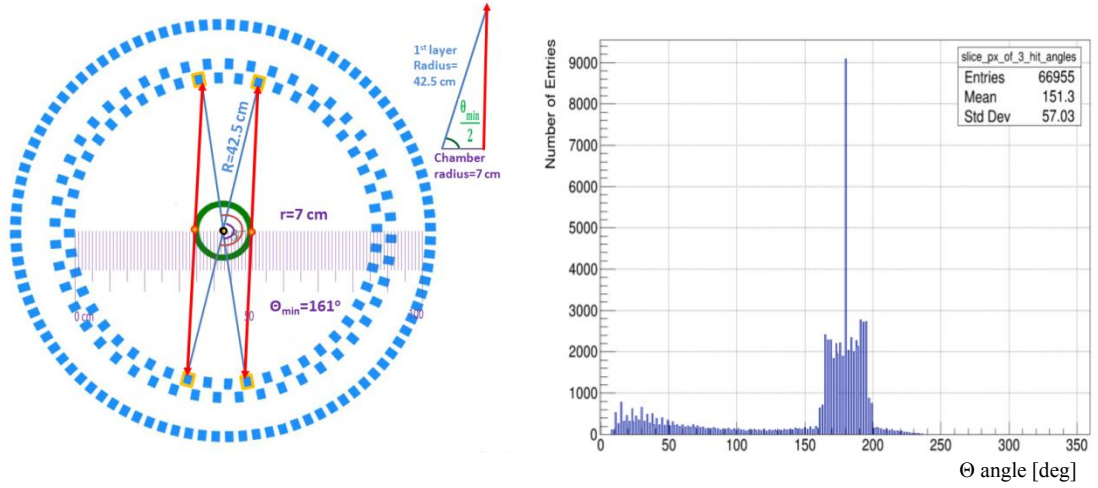 1st layer
Radius=
42.5 cm
θmin
2
Chamber
radius=7 cm
R=42.5 cm
r=7 cm
Θmin=161°
0 cm
50
100
Number of Entries
9000
8000
7000
6000
5000
4000
3000
2000
1000
0
0
50
100
150
200
250
300
350
slice_px_of_3_hit_angles
Entries 66955
Mean 151.3
Std Dev 57.03
Θ angle [deg]